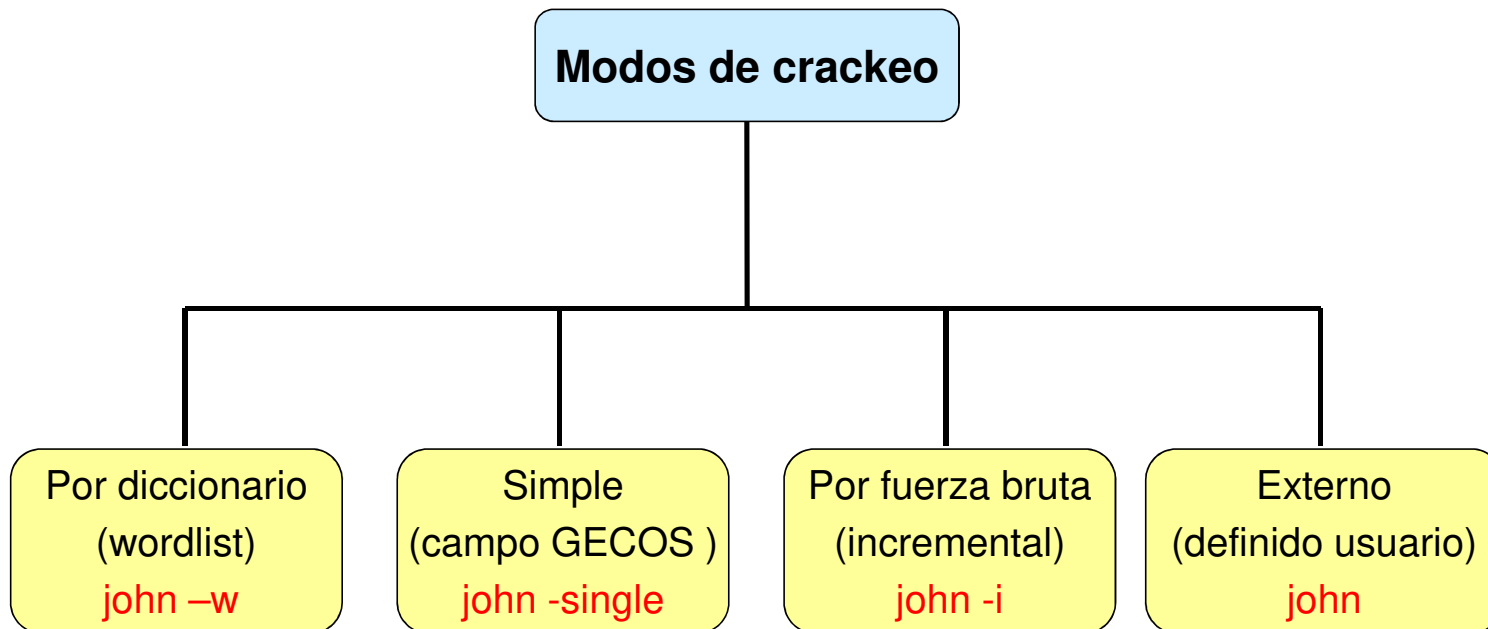 Modos de crackeo
Por diccionario
(wordlist)
john –w
Simple
(campo GECOS )
john -single
Por fuerza bruta
(incremental)
john -i
Externo
(definido usuario)
john